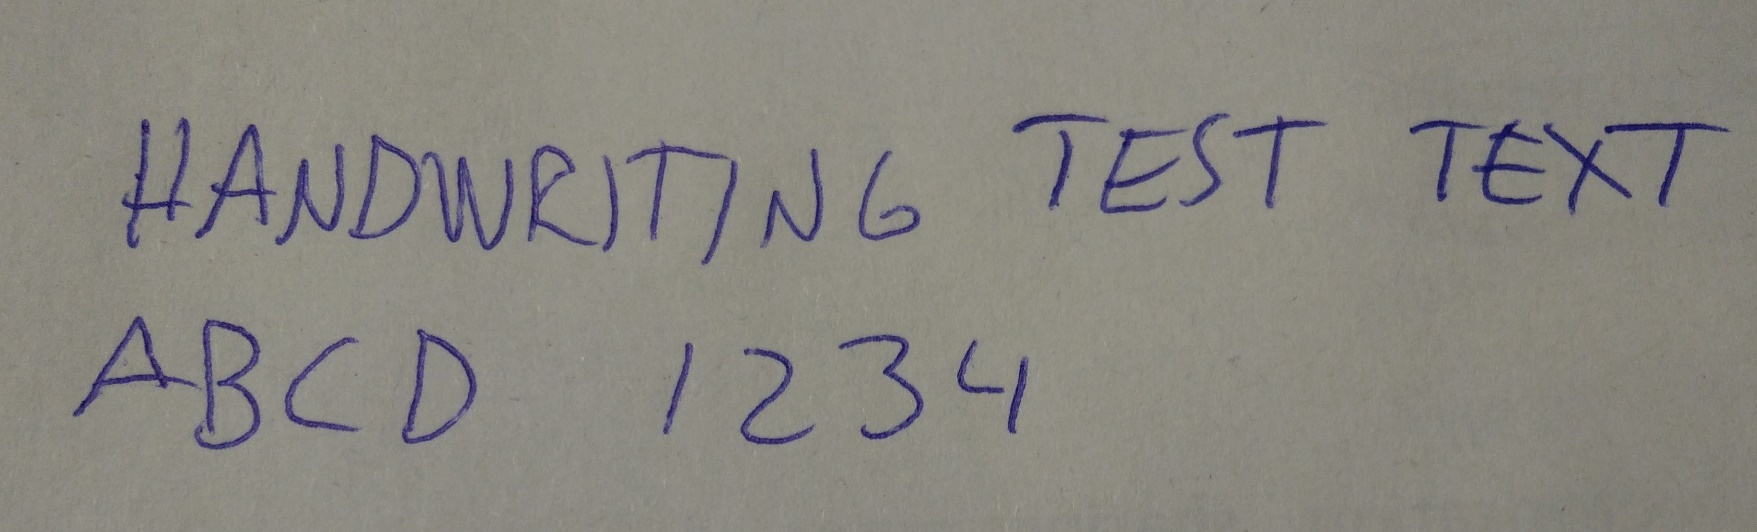 HANDWRITING TEST TEXT
ABCD 1234